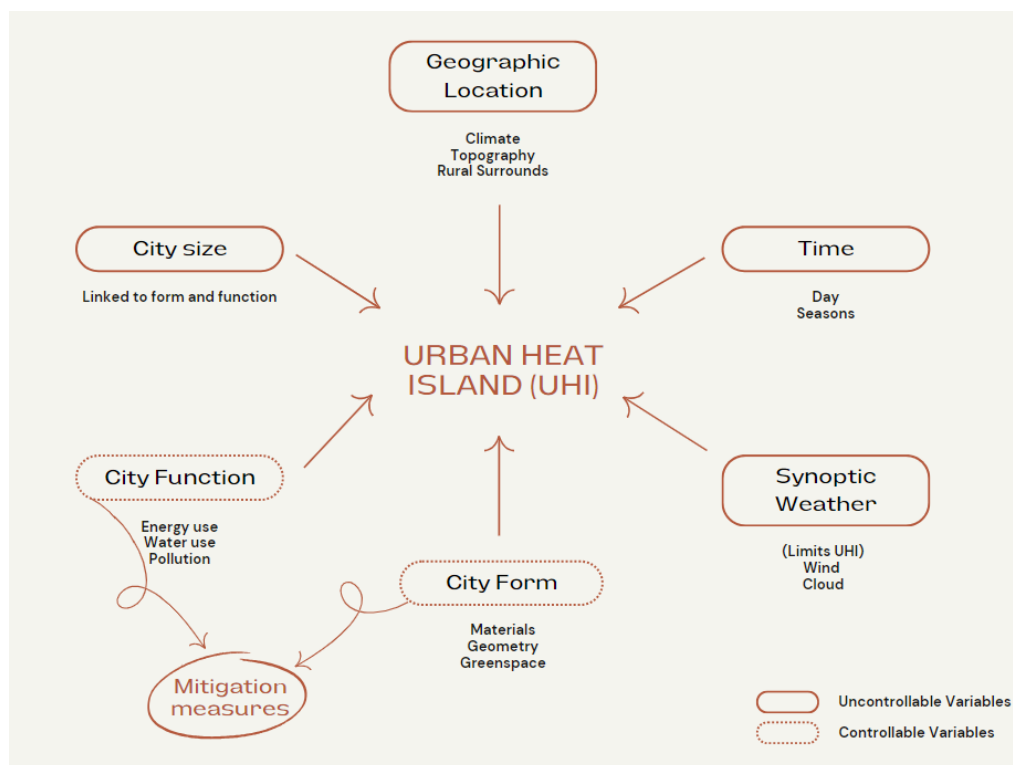 Geographic
Location
Climate
Topography
Rural Surrounds
City size
Linked to form and function
Time
Day
Seasons
URBAN HEAT
ISLAND (UHI)
City Function
Energy use
Water use
Pollution
Synoptic
Weather
(Limits UHI)
Wind
Cloud
City Form
Materials
Geometry
Greenspace
Mitigation
measures
Uncontrollable Variables
Controllable Variables